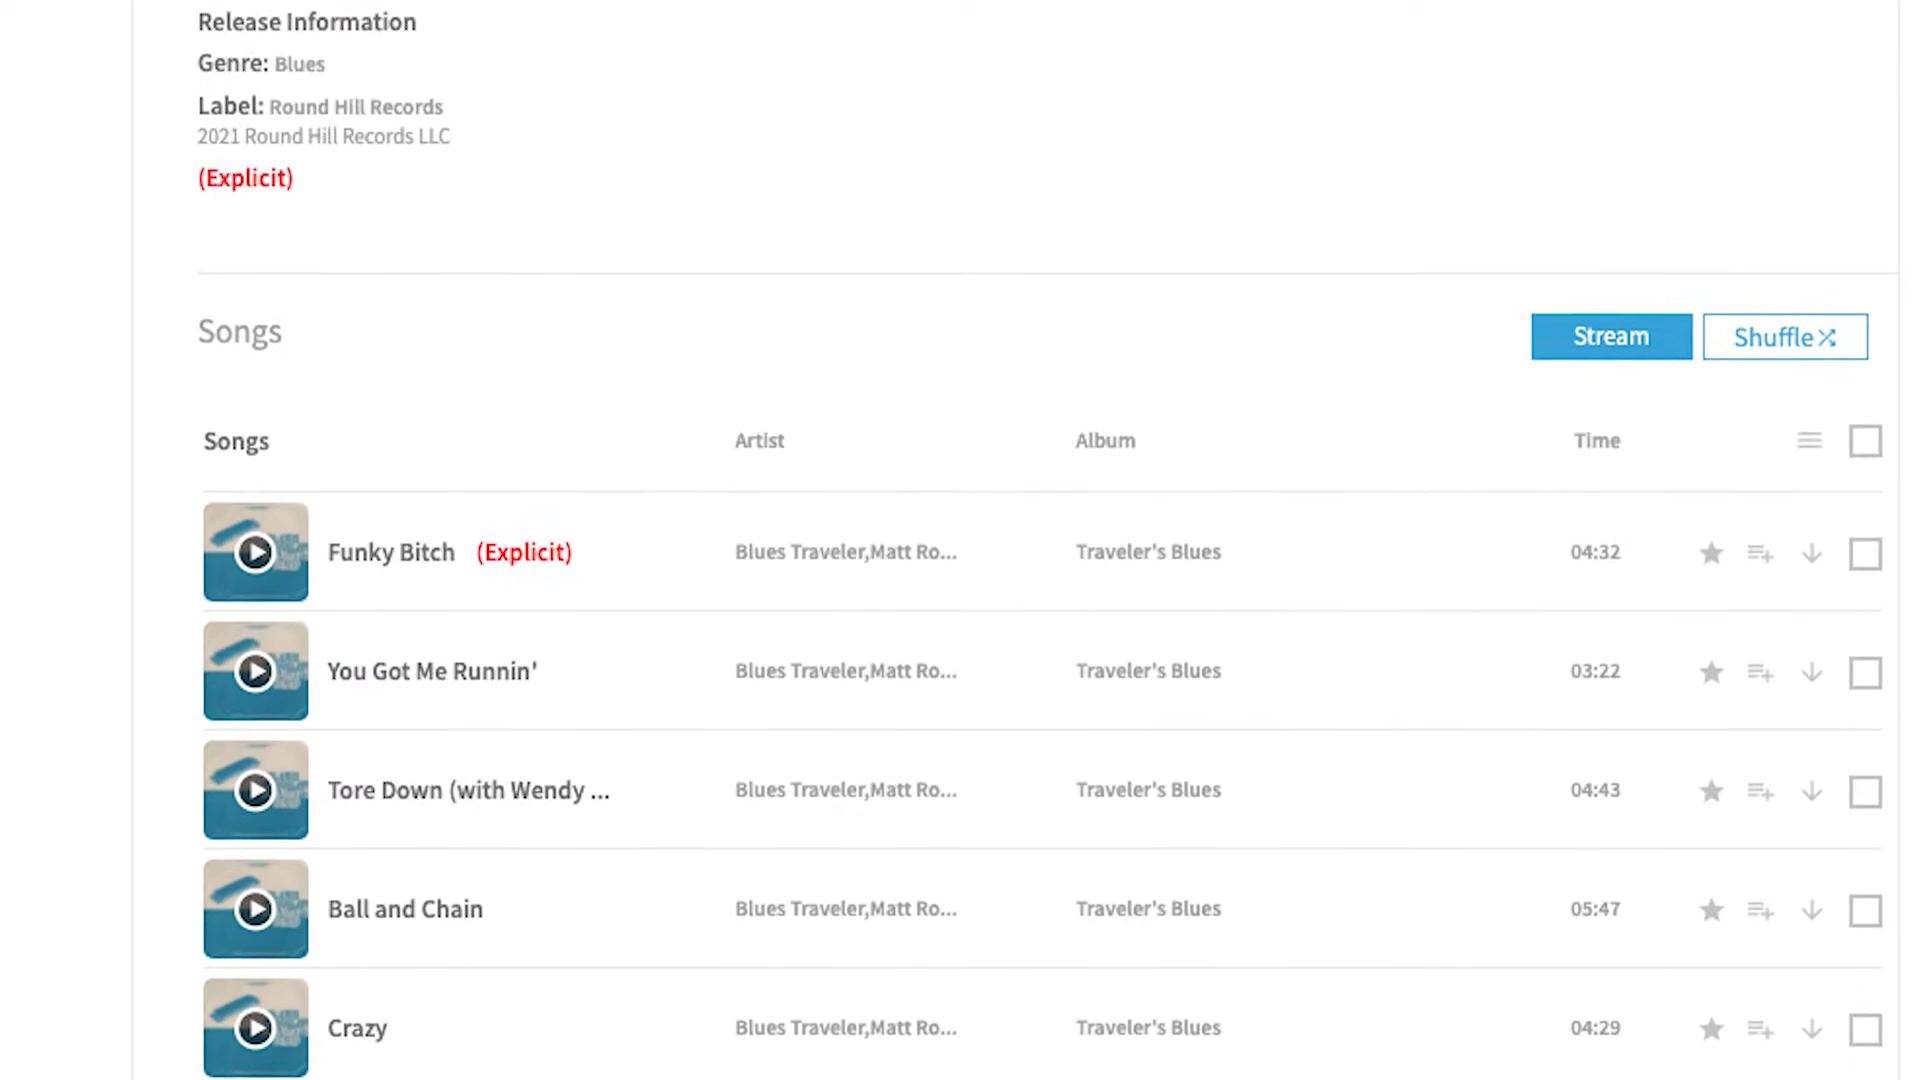 Release Information
Genre: Blues
Label: Round Hill Records
2021 Round Hill Records LLC
(Explicit)
Songs
Stream
Shuffle
Songs Artist Album Time
Funky Bitch (Explicit) Blues Traveler,Matt Ro... Traveler's Blues 04:32
You Got Me Runnin' Blues Traveler,Matt Ro... Traveler's Blues 03:22
Tore Down (with Wendy ... Blues Traveler,Matt Ro... Traveler's Blues 04:43
Ball and Chain Blues Traveler,Matt Ro... Traveler's Blues 05:47
Crazy Blues Traveler,Matt Ro... Traveler's Blues 04:29